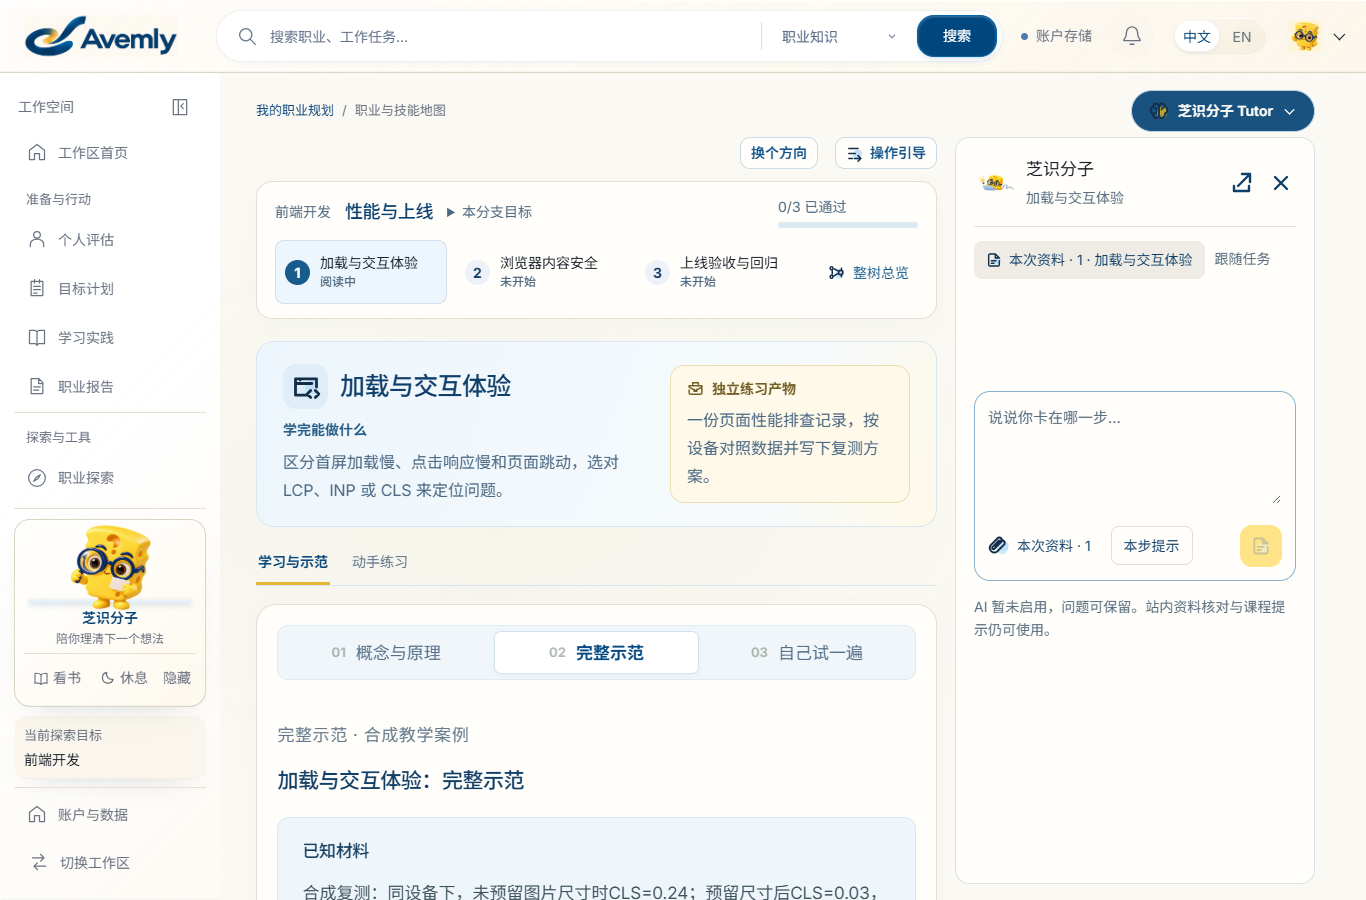 Avemly
搜索职业、工作任务...
职业知识
搜索
账户存储
中文
EN
工作空间
工作区首页
准备与行动
个人评估
目标计划
学习实践
职业报告
探索与工具
职业探索
芝识分子
陪你理清下一个想法
看书
休息
隐藏
当前探索目标
前端开发
账户与数据
切换工作区
我的职业规划 / 职业与技能地图
换个方向
操作引导
前端开发 性能与上线 本分支目标
0/3 已通过
1 加载与交互体验
阅读中
2 浏览器内容安全
未开始
3 上线验收与回归
未开始
整树总览
加载与交互体验
学完能做什么
区分首屏加载慢、点击响应慢和页面跳动，选对
LCP、INP 或 CLS 来定位问题。
独立练习产物
一份页面性能排查记录，按
设备对照数据并写下复测方
案。
学习与示范
动手练习
01 概念与原理
02 完整示范
03 自己试一遍
完整示范 · 合成教学案例
加载与交互体验：完整示范
已知材料
合成复测：同设备下，未预留图片尺寸时CLS=0.24；预留尺寸后CLS=0.03，
芝识分子 Tutor
芝识分子
加载与交互体验
本次资料 · 1 · 加载与交互体验
跟随任务
说说你卡在哪一步...
本次资料 · 1
本步提示
AI 暂未启用，问题可保留。站内资料核对与课程提
示仍可使用。